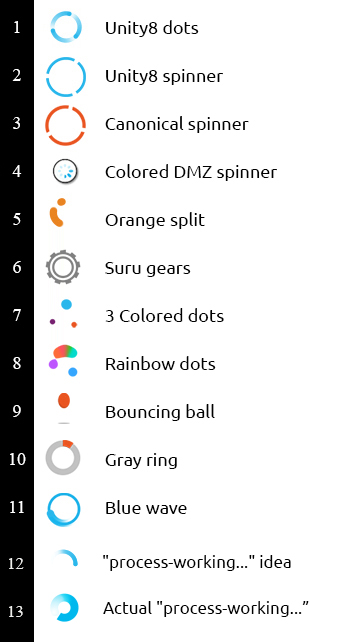 1 Unity8 dots
2 Unity8 spinner
3 Canonical spinner
4 Colored DMZ spinner
5 Orange split
6 Suru gears
7 3 Colored dots
8 Rainbow dots
9 Bouncing ball
10 Gray ring
11 Blue wave
12 "process-working..." idea
13 Actual "process-working...”